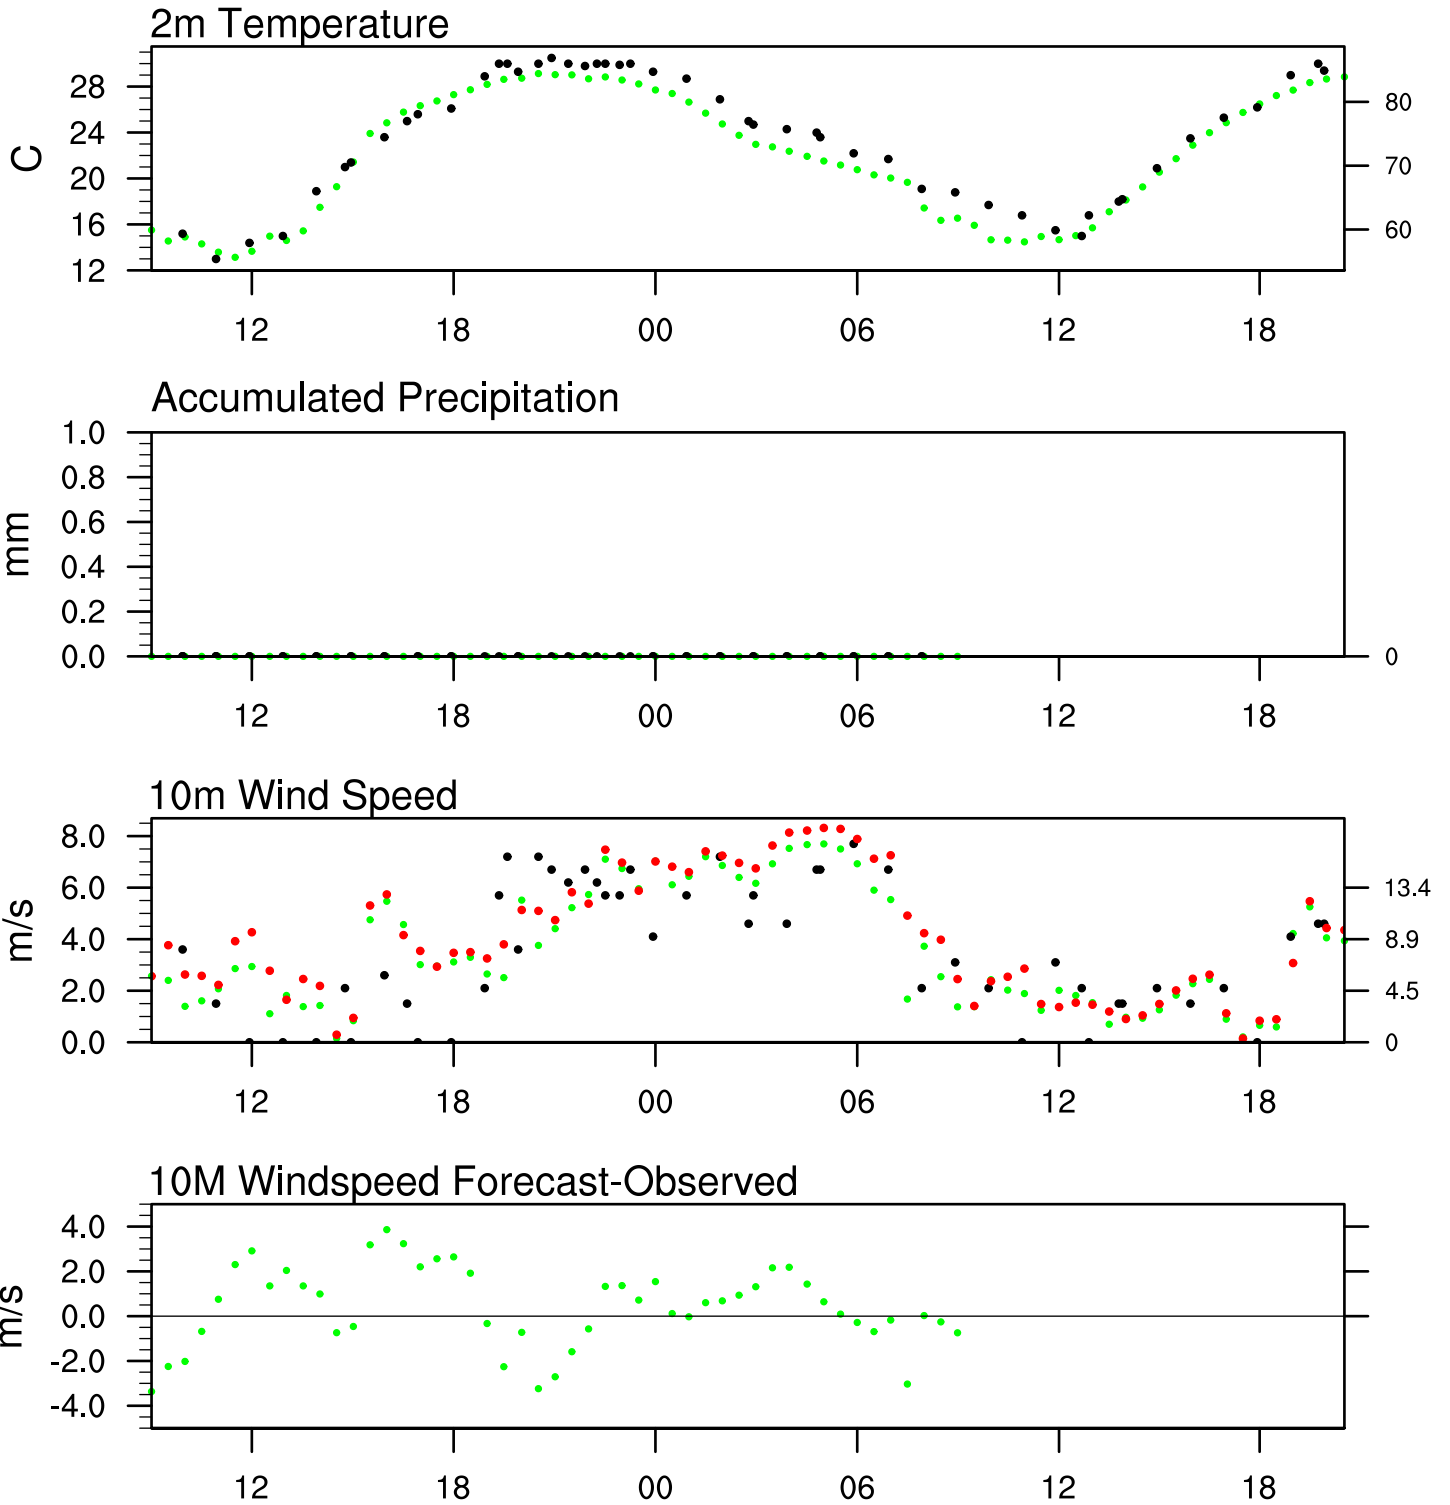 2m Temperature
28
24
20
16
12
C
80
70
60
12 18 00 06 12 18
Accumulated Precipitation
1.0
0.8
0.6
0.4
0.2
0.0
mm
0
12 18 00 06 12 18
10m Wind Speed
8.0
6.0
4.0
2.0
0.0
m/s
13.4
8.9
4.5
0
12 18 00 06 12 18
10M Windspeed Forecast-Observed
4.0
2.0
0.0
-2.0
-4.0
m/s
12 18 00 06 12 18